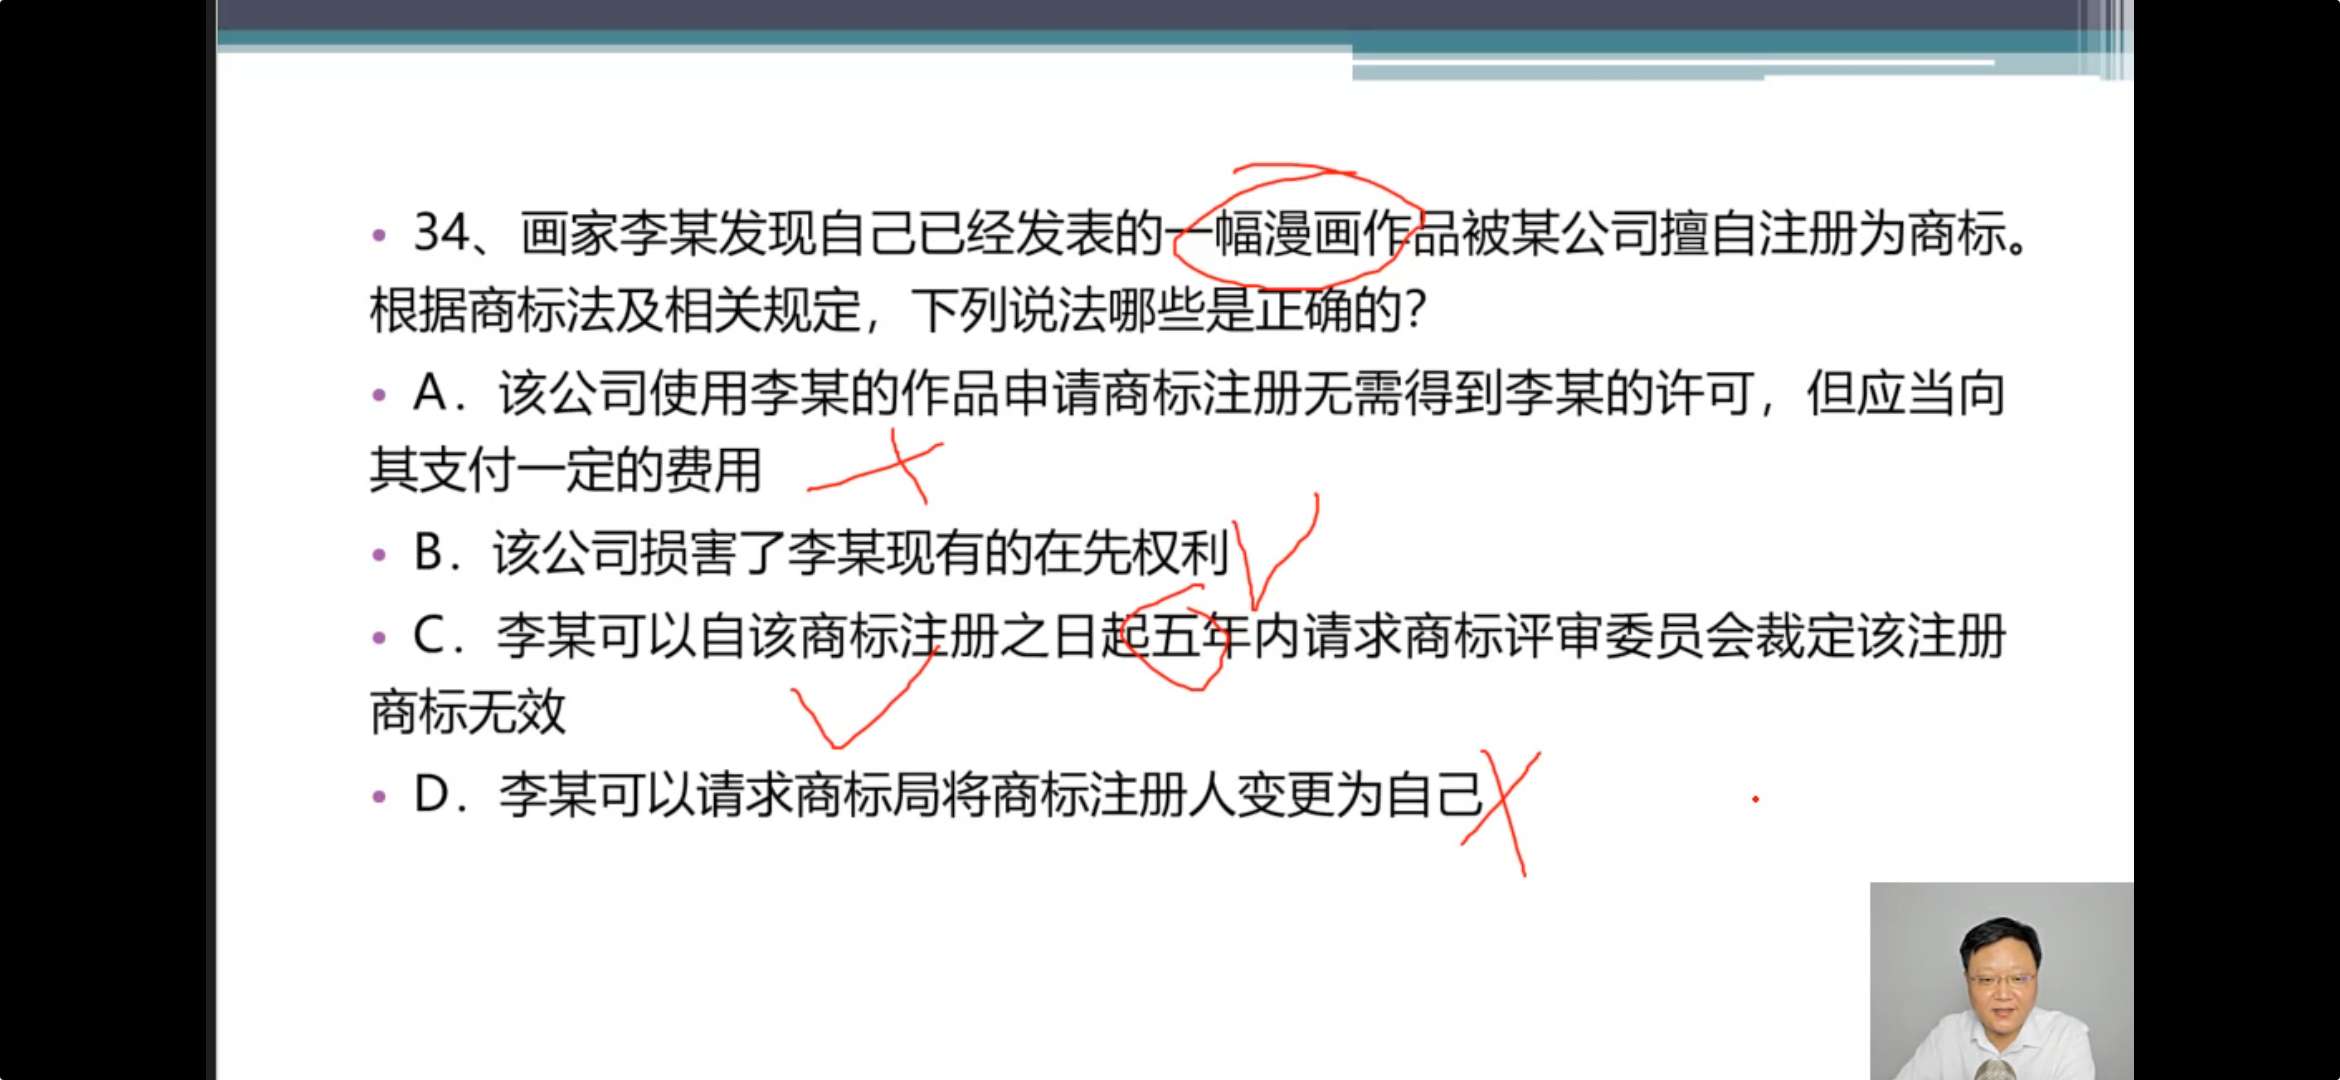 • 34、画家李某发现自己已经发表的一幅漫画作品被某公司擅自注册为商标。
根据商标法及相关规定，下列说法哪些是正确的？
• A．该公司使用李某的作品申请商标注册无需得到李某的许可，但应当向
其支付一定的费用
• B．该公司损害了李某现有的在先权利
• C．李某可以自该商标注册之日起五年内请求商标评审委员会裁定该注册
商标无效
• D．李某可以请求商标局将商标注册人变更为自己